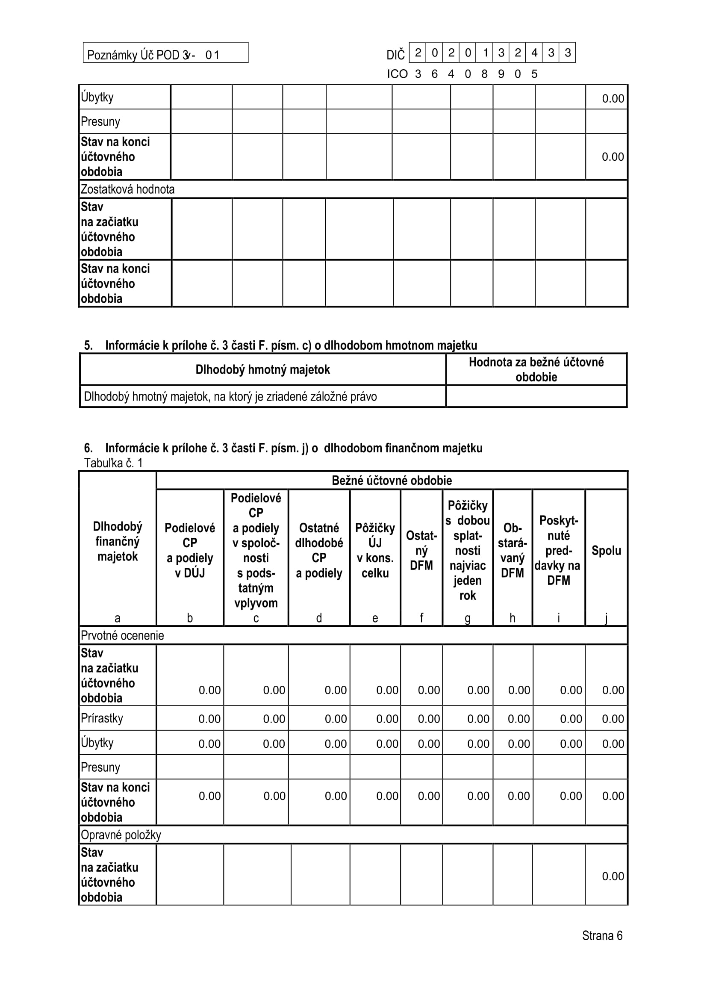 Poznámky Úč POD 3v- 01
DIČ 2 0 2 0 1 3 2 4 3 3
ICO 3 6 4 0 8 9 0 5
Úbytky 0.00
Presuny
Stav na konci
účtovného 0.00
obdobia
Zostatková hodnota
Stav
na začiatku
účtovného
obdobia
Stav na konci
účtovného
obdobia
5. Informácie k prílohe č. 3 časti F. písm. c) o dlhodobom hmotnom majetku
Dlhodobý hmotný majetok
Hodnota za bežné účtovné
obdobie
Dlhodobý hmotný majetok, na ktorý je zriadené záložné právo
6. Informácie k prílohe č. 3 časti F. písm. j) o dlhodobom finančnom majetku
Tabuľka č. 1
Bežné účtovné obdobie
Dlhodobý
finančný
majetok
Podielové
CP
a podiely
v DÚJ
Podielové
CP
a podiely
v spoloč-
nosti
s pods-
tatným
vplyvom
Ostatné
dlhodobé
CP
a podiely
Pôžičky
ÚJ
v kons.
celku
Ostat-
ný
DFM
Pôžičky
s dobou
splat-
nosti
najviac
jeden
rok
Ob-
stará-
vaný
DFM
Poskyt-
nuté
pred-
davky na
DFM
Spolu
a b c d e f g h i j
Prvotné ocenenie
Stav
na začiatku
účtovného
obdobia 0.00 0.00 0.00 0.00 0.00 0.00 0.00 0.00 0.00
Prírastky 0.00 0.00 0.00 0.00 0.00 0.00 0.00 0.00 0.00
Úbytky 0.00 0.00 0.00 0.00 0.00 0.00 0.00 0.00 0.00
Presuny
Stav na konci
účtovného 0.00 0.00 0.00 0.00 0.00 0.00 0.00 0.00 0.00
obdobia
Opravné položky
Stav
na začiatku
účtovného 0.00
obdobia
Strana 6